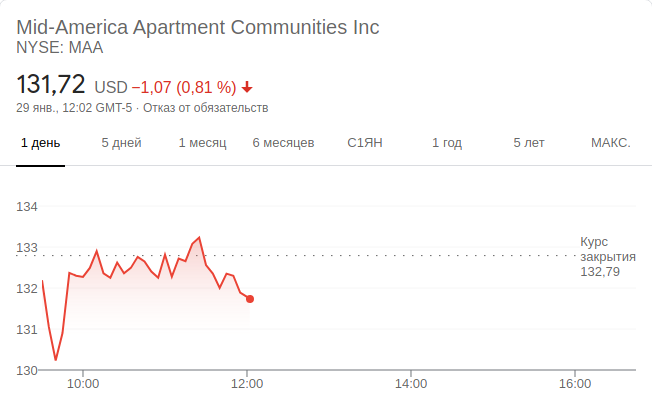 Mid-America Apartment Communities Inc
NYSE: MAA
131,72 USD −1,07 (0,81 %)
29 янв., 12:02 GMT-5 · Отказ от обязательств
1 день 5 дней 1 месяц 6 месяцев С1ЯН 1 год 5 лет МАКС.
134
133
132
131
130
Курс
закрытия
132,79
10:00 12:00 14:00 16:00